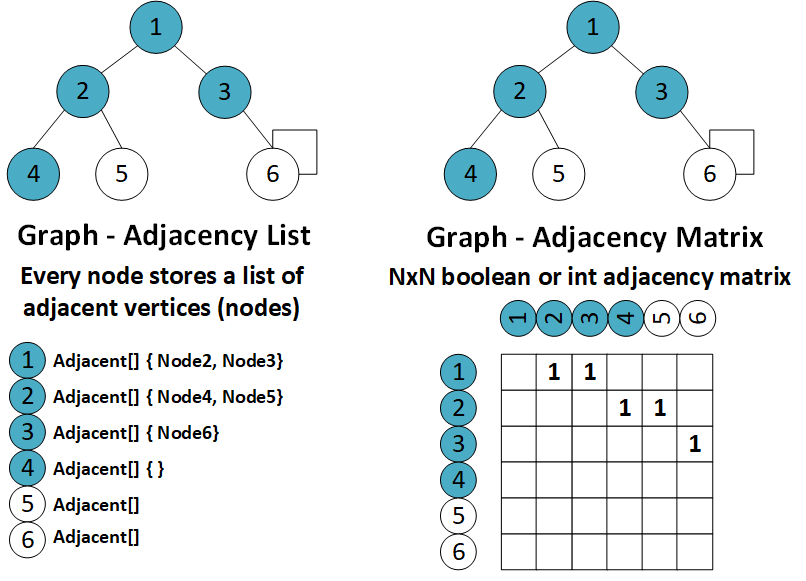 1
2
3
4
5
6
Graph - Adjacency List
Every node stores a list of
adjacent vertices (nodes)
1 Adjacent[] { Node2, Node3}
2 Adjacent[] { Node4, Node5}
3 Adjacent[] { Node6}
4 Adjacent[] { }
5 Adjacent[]
6 Adjacent[]
1
2
3
4
5
6
Graph - Adjacency Matrix
NxN boolean or int adjacency matrix
1 2 3 4 5 6
1 1 1
2 1 1
3 1
4
5
6